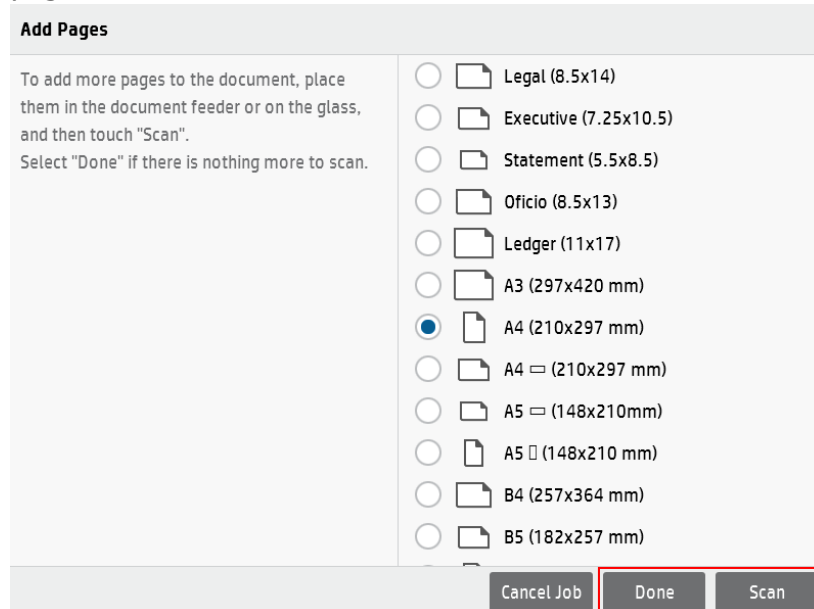 Add Pages
To add more pages to the document, place
them in the document feeder or on the glass,
and then touch "Scan".
Select "Done" if there is nothing more to scan.
Legal (8.5x14)
Executive (7.25x10.5)
Statement (5.5x8.5)
Oficio (8.5x13)
Ledger (11x17)
A3 (297x420 mm)
A4 (210x297 mm)
A4 ▭ (210x297 mm)
A5 ▭ (148x210mm)
A5 ▯ (148x210 mm)
B4 (257x364 mm)
B5 (182x257 mm)
Cancel Job
Done
Scan